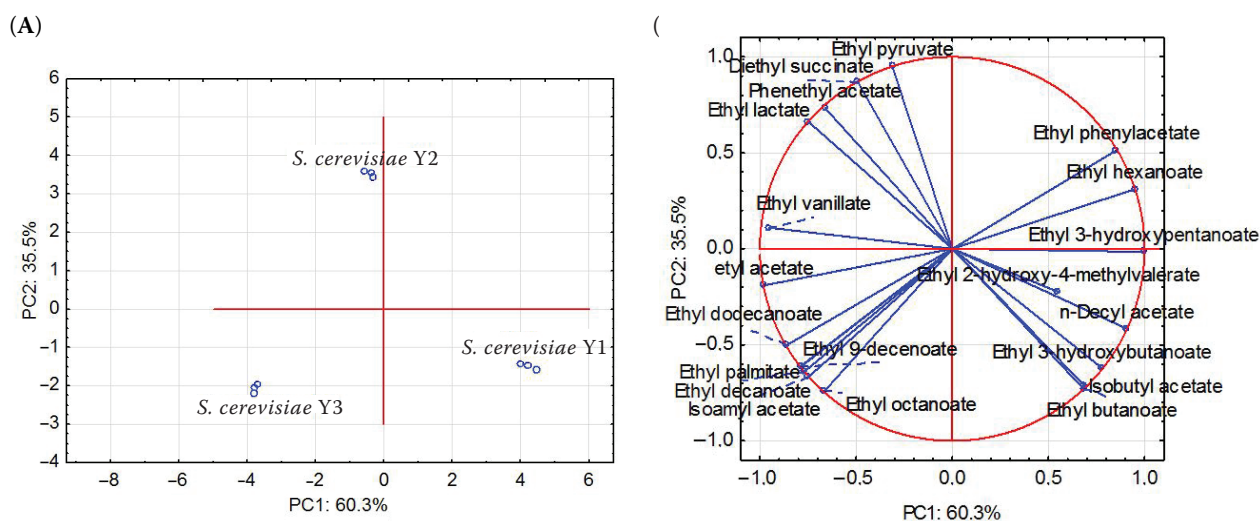 (A)
6
5
4
3
2
1
0
−1
−2
−3
−4
PC2: 35.5%
S. cerevisiae Y2
S. cerevisiae Y1
S. cerevisiae Y3
−8 −6 −4 −2 0 2 4 6
PC1: 60.3%
(
1.0
0.5
0.0
−0.5
−1.0
PC2: 35.5%
Ethyl pyruvate
Diethyl succinate
Phenethyl acetate
Ethyl lactate
Ethyl phenylacetate
Ethyl hexanoate
Ethyl vanillate
Ethyl 3-hydroxypentanoate
etyl acetate
Ethyl 2-hydroxy-4-methylvalerate
Ethyl dodecanoate
n-Decyl acetate
Ethyl 9-decenoate
Ethyl 3-hydroxybutanoate
Ethyl palmitate
Ethyl decanoate
Isobutyl acetate
Isoamyl acetate
Ethyl octanoate
Ethyl butanoate
−1.0 −0.5 0.0 0.5 1.0
PC1: 60.3%